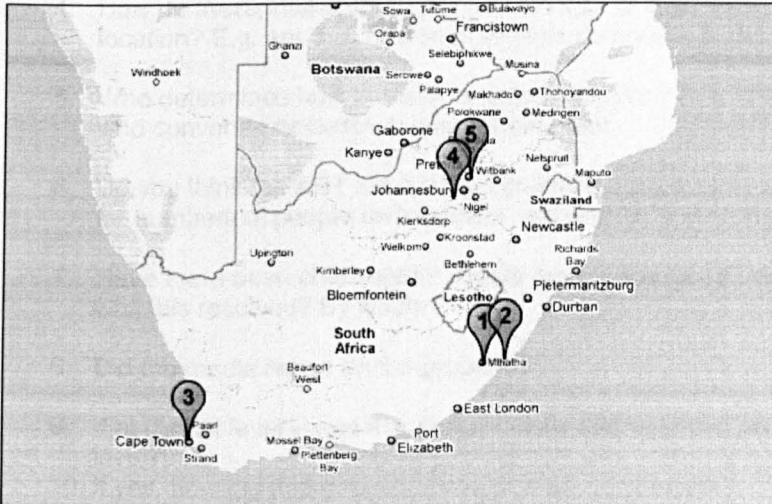 Sowa
Tutume
Bulawayo
Orapa
Francistown
Ghanzi
Selebiphikwe
Botswana
Serowe
Palapye
Musina
Windhoek
Makhado
Thohoyandou
Polokwane
Medingen
Gaborone
Kanye
5
4
Witbank
Nelspruit
Maputo
Johannesburg
Nigel
Swaziland
Klerksdorp
Kroonstad
Newcastle
Welkom
Upington
Bethlehem
Richards
Bay
Kimberley
Bloemfontein
Lesotho
Pietermaritzburg
Durban
1
2
South
Africa
Mthatha
Beaufort
West
3
East London
Paarl
Cape Town
Strand
Mossel Bay
Plettenberg
Bay
Port
Elizabeth